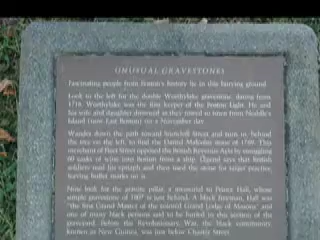 UNUSUAL GRAVESTONES
Fascinating people from Boston's history lie in this burying ground
Look to the left for the double Worthylake gravestone, dating from
1718. Worthylake was the first keeper of the Boston Light. He and
his wife and daughter drowned as they rowed to town from Noddle's
Island (now East Boston) on a November day.
Wander down the path toward Snowhill Street and turn in, behind
the tree on the left, to find the Daniel Malcolm stone of 1769. This
merchant of Fleet Street opposed the British Revenue Acts by smuggling
60 casks of wine into Boston from a ship. Legend says that British
soldiers read his epitaph and then used the stone for target practice,
leaving bullet marks on it.
Now look for the granite pillar, a memorial to Prince Hall, whose
simple gravestone of 1807 is just behind. A black freeman, Hall was
"the first Grand Master of the colored Grand Lodge of Masons" and
one of many black persons said to be buried in this section of the
graveyard. Before the Revolutionary War the black community,
known as New Guinea, was just below Charter Street